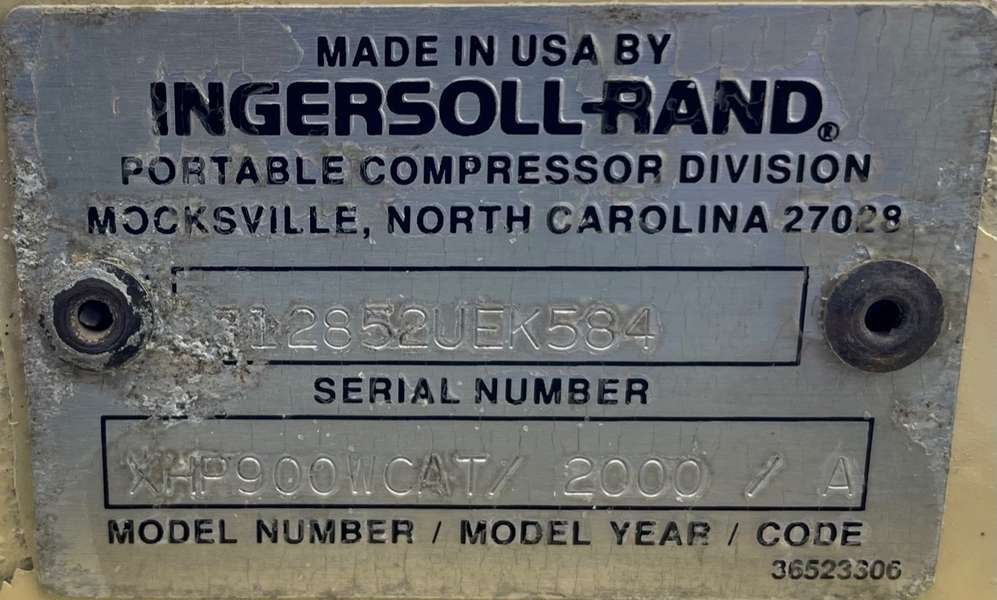 MADE IN USA BY
INGERSOLL-RAND®
PORTABLE COMPRESSOR DIVISION
MOCKSVILLE, NORTH CAROLINA 27028
312852UEK584
SERIAL NUMBER
XHP900WCAT/ 2000 / A
MODEL NUMBER / MODEL YEAR / CODE
36523306